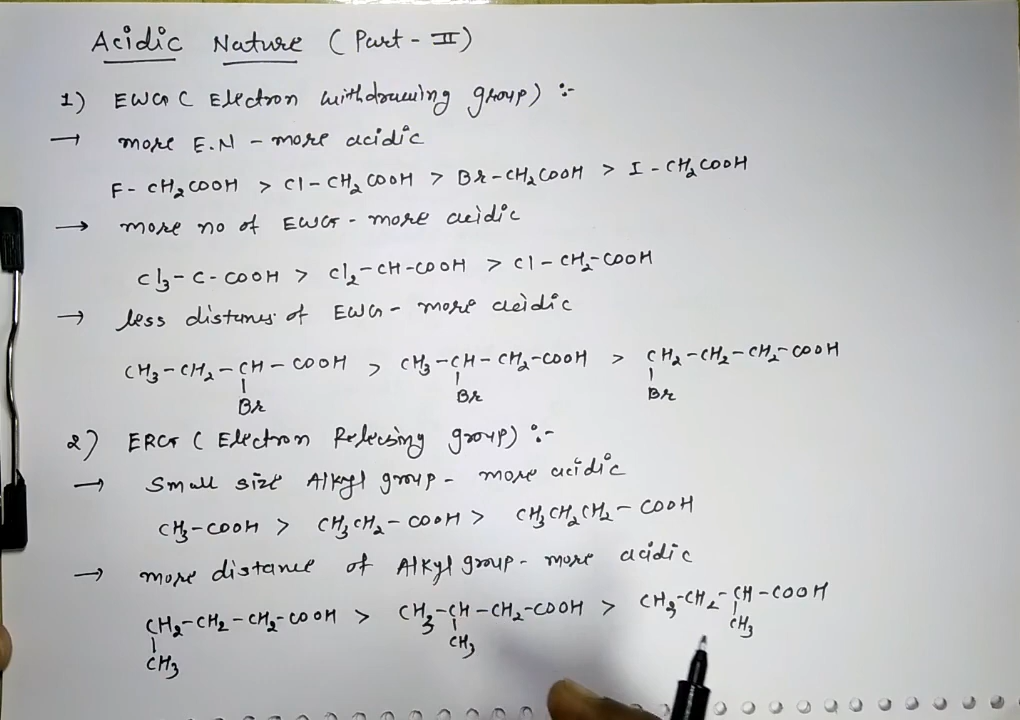 Acidic Nature (Part - II)
1) EWG ( Electron withdrawing group) :-
→ more E.N - more acidic
F - CH2COOH > Cl - CH2COOH > Br - CH2COOH > I - CH2COOH
→ more no of EWG - more acidic
Cl3 - C - COOH > Cl2 - CH - COOH > Cl - CH2 - COOH
→ less distance of EWG - more acidic
CH3 - CH2 - CH - COOH > CH3 - CH - CH2 - COOH > CH2 - CH2 - CH2 - COOH
Br Br Br
2) ERG ( Electron Releasing group) :-
→ Small size Alkyl group - more acidic
CH3 - COOH > CH3CH2 - COOH > CH3CH2CH2 - COOH
→ more distance of Alkyl group - more acidic
CH2 - CH2 - CH2 - COOH > CH3 - CH - CH2 - COOH > CH3 - CH2 - CH - COOH
CH3 CH3 CH3